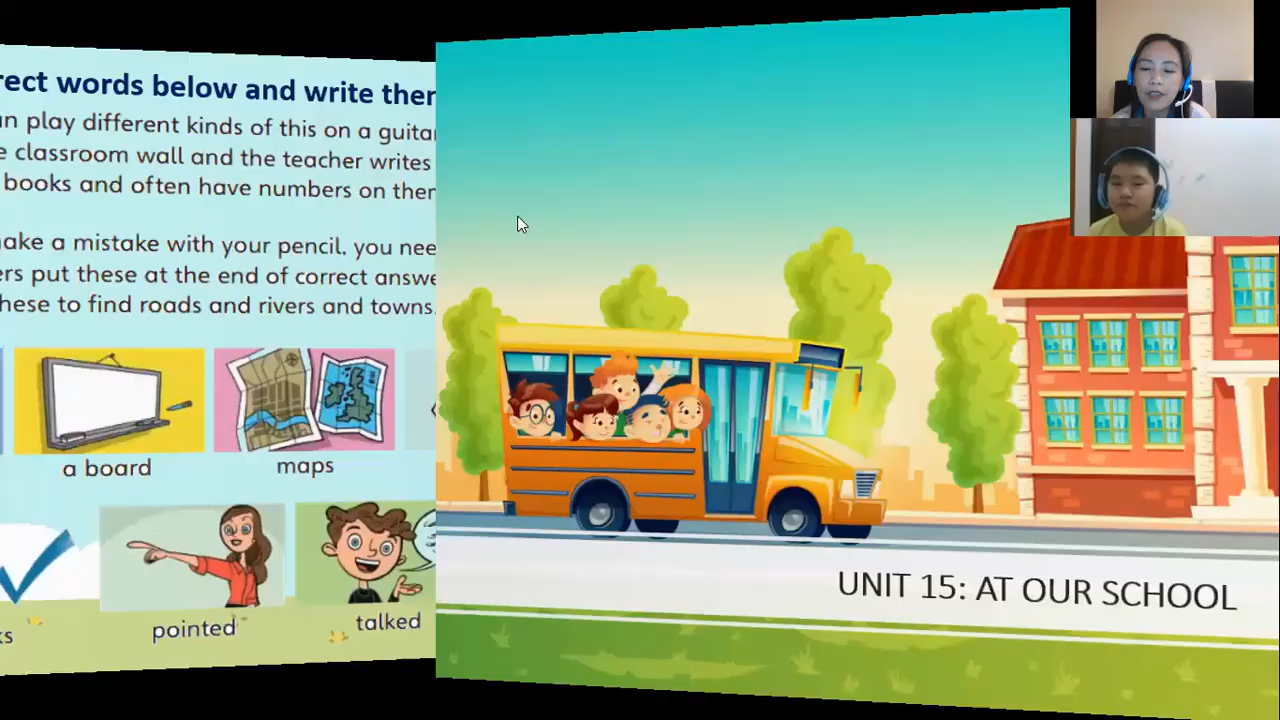 rect words below and write ther
n play different kinds of this on a guitar
e classroom wall and the teacher writes
books and often have numbers on ther
nake a mistake with your pencil, you nee
ers put these at the end of correct answe
hese to find roads and rivers and towns.
a board
maps
ks
pointed
talked
UNIT 15: AT OUR SCHOOL